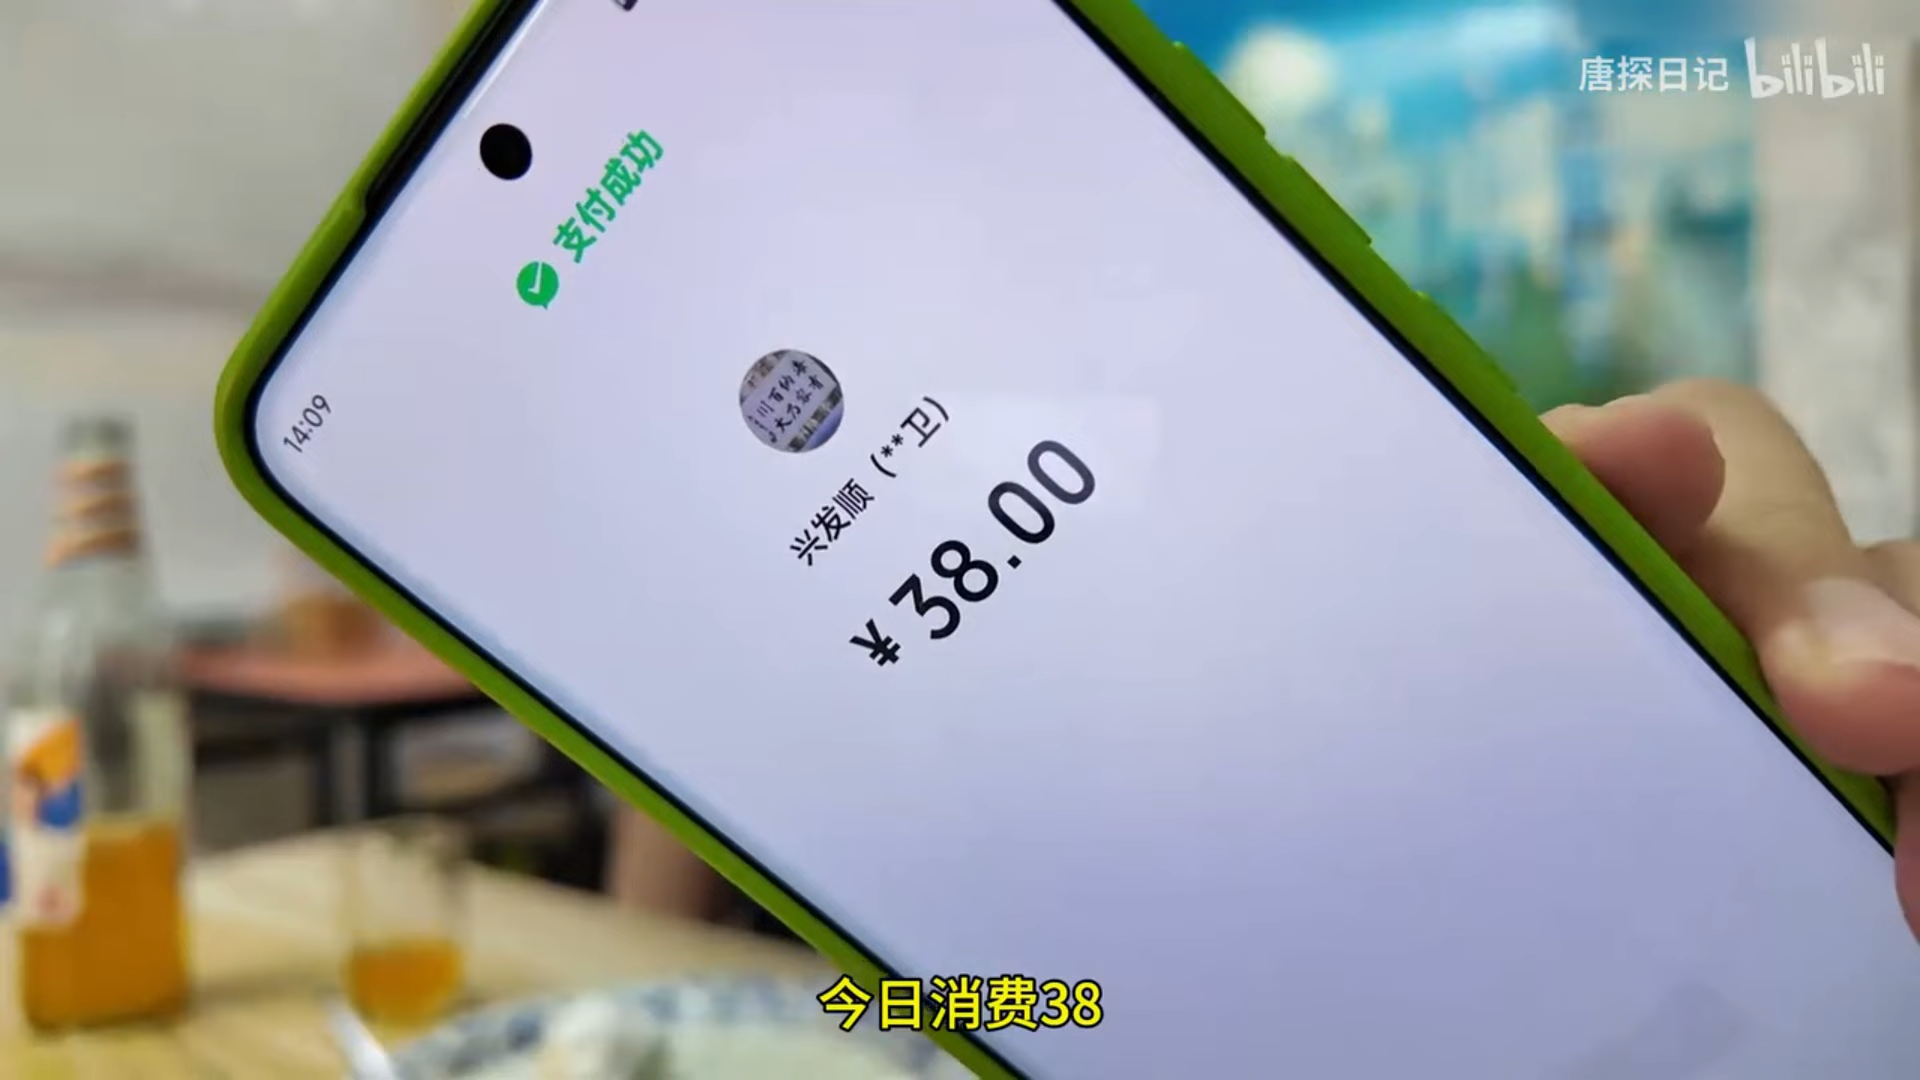 唐探日记 bilibili
支付成功
14:09
兴发顺（**卫）
¥38.00
今日消费38